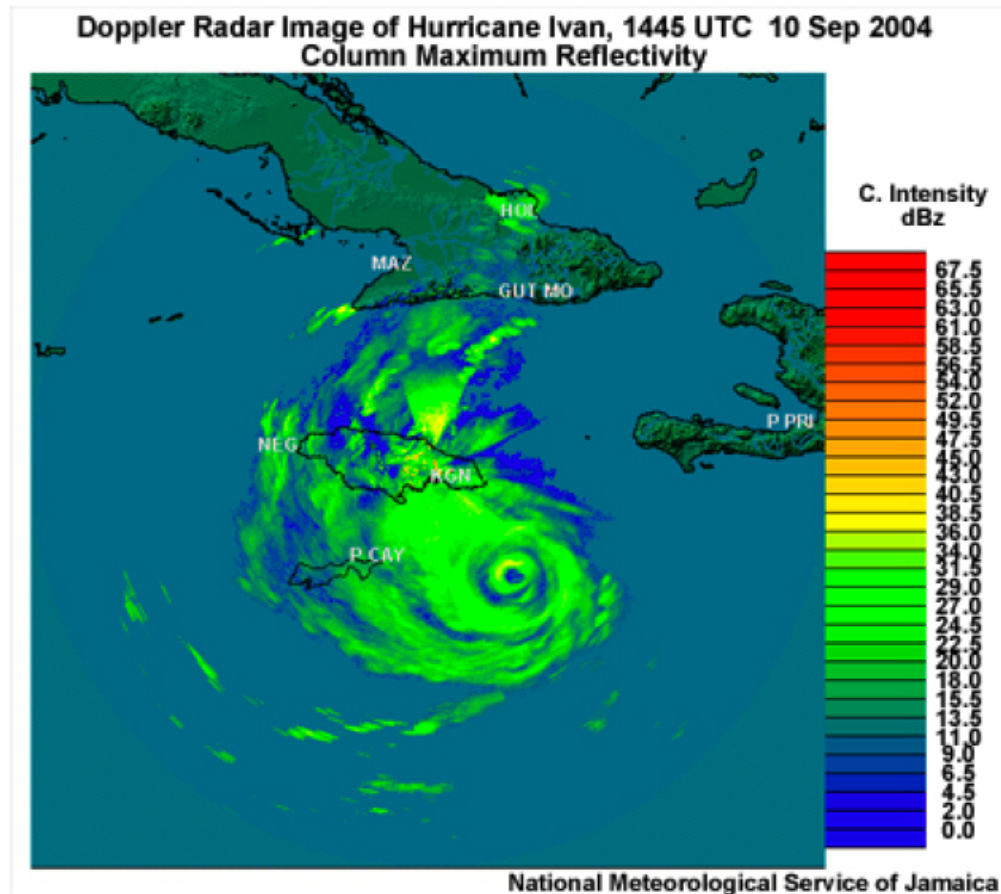 Doppler Radar Image of Hurricane Ivan, 1445 UTC 10 Sep 2004
Column Maximum Reflectivity
C. Intensity
dBz
HOL
MAZ
GUT MO
P PRI
NEG
KGN
P CAY
67.5
65.5
63.0
61.0
58.5
56.5
54.0
52.0
49.5
47.5
45.0
43.0
40.5
38.5
36.0
34.0
31.5
29.0
27.0
24.5
22.5
20.0
18.0
15.5
13.5
11.0
9.0
6.5
4.5
2.0
0.0
National Meteorological Service of Jamaica